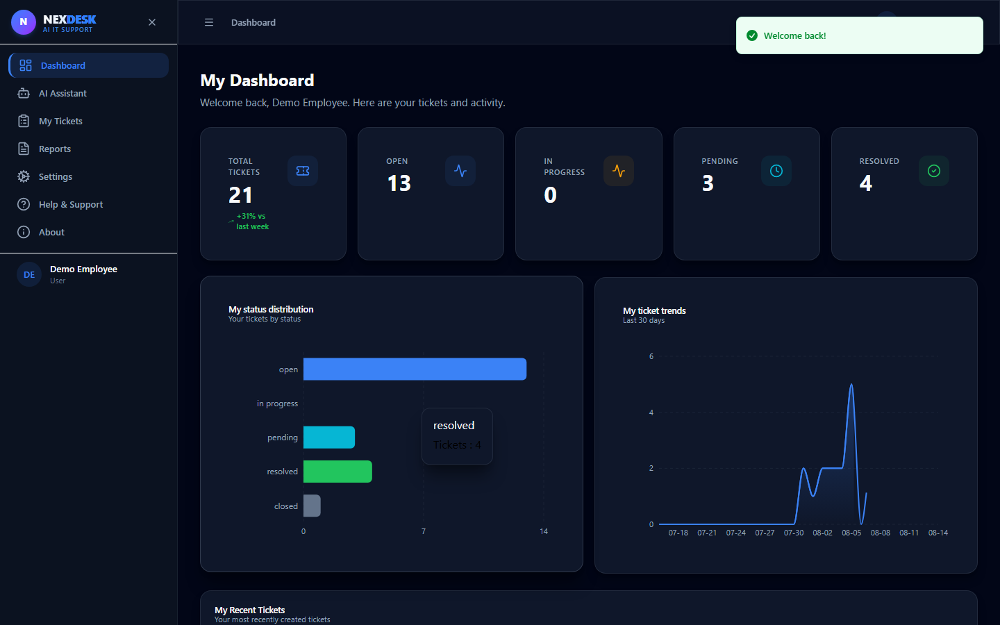 N
NEXDESK
AI IT SUPPORT
Dashboard
AI Assistant
My Tickets
Reports
Settings
Help & Support
About
DE
Demo Employee
User
Dashboard
Welcome back!
My Dashboard
Welcome back, Demo Employee. Here are your tickets and activity.
TOTAL
TICKETS
21
+31% vs
last week
OPEN
13
IN
PROGRESS
0
PENDING
3
RESOLVED
4
My status distribution
Your tickets by status
open
in progress
pending
resolved
closed
0 7 14
resolved
Tickets : 4
My ticket trends
Last 30 days
6
4
2
0
07-18 07-21 07-24 07-27 07-30 08-02 08-05 08-08 08-11 08-14
My Recent Tickets
Your most recently created tickets